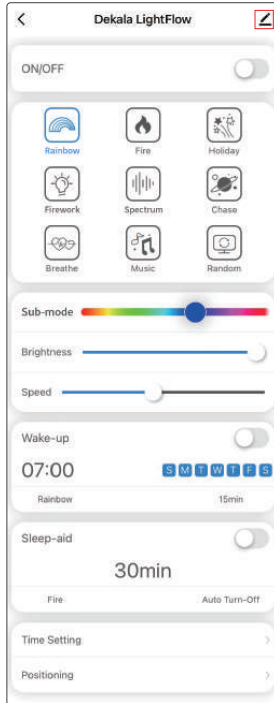 Dekala LightFlow
ON/OFF
Rainbow Fire Holiday
Firework Spectrum Chase
Breathe Music Random
Sub-mode
Brightness
Speed
Wake-up
07:00 S M T W T F S
Rainbow 15min
Sleep-aid
30min
Fire Auto Turn-Off
Time Setting
Positioning